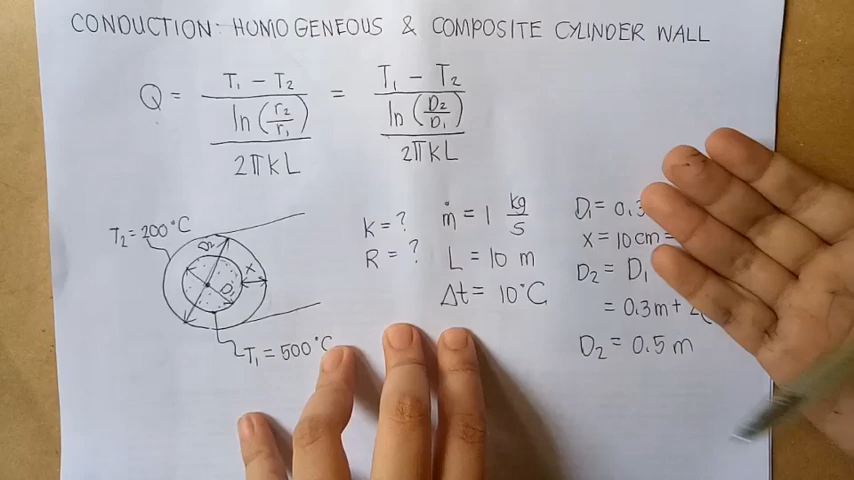 CONDUCTION: HOMOGENEOUS & COMPOSITE CYLINDER WALL
Q = (T₁ - T₂) / (ln(r₂/r₁) / 2πkL) = (T₁ - T₂) / (ln(D₂/D₁) / 2πkL)
T₂ = 200°C
D₂
X
D₁
T₁ = 500°C
K = ?
R = ?
ṁ = 1 kg/s
L = 10 m
Δt = 10°C
D₁ = 0.3
X = 10cm =
D₂ = D₁
= 0.3m +
D₂ = 0.5 m